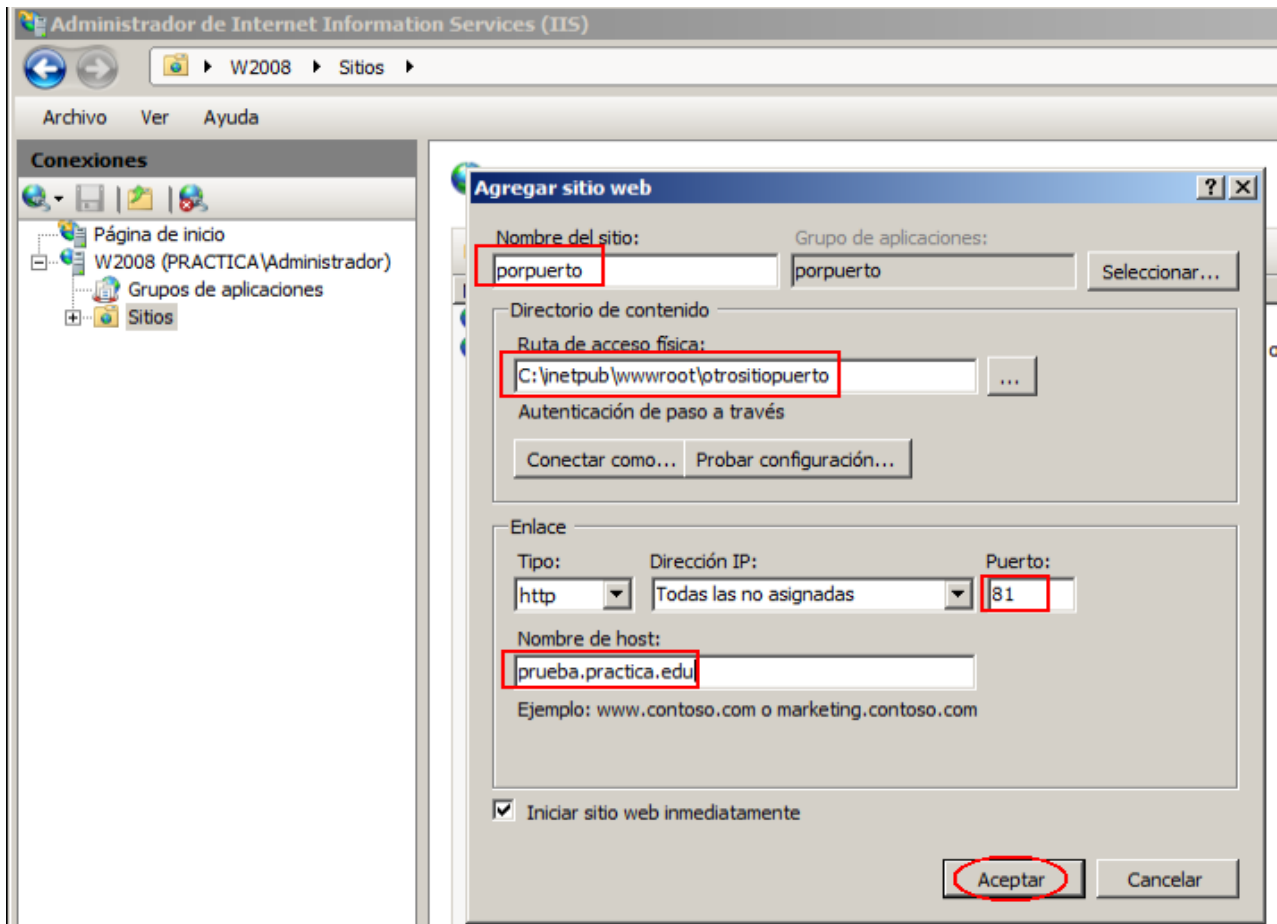 Administrador de Internet Information Services (IIS)
W2008 Sitios
Archivo Ver Ayuda
Conexiones
Página de inicio
W2008 (PRACTICA\Administrador)
Grupos de aplicaciones
Sitios
Agregar sitio web
Nombre del sitio: Grupo de aplicaciones:
porpuerto porpuerto Seleccionar...
Directorio de contenido
Ruta de acceso física:
C:\inetpub\wwwroot\otrositiopuerto ...
Autenticación de paso a través
Conectar como... Probar configuración...
Enlace
Tipo: Dirección IP: Puerto:
http Todas las no asignadas 81
Nombre de host:
prueba.practica.edu
Ejemplo: www.contoso.com o marketing.contoso.com
Iniciar sitio web inmediatamente
Aceptar Cancelar